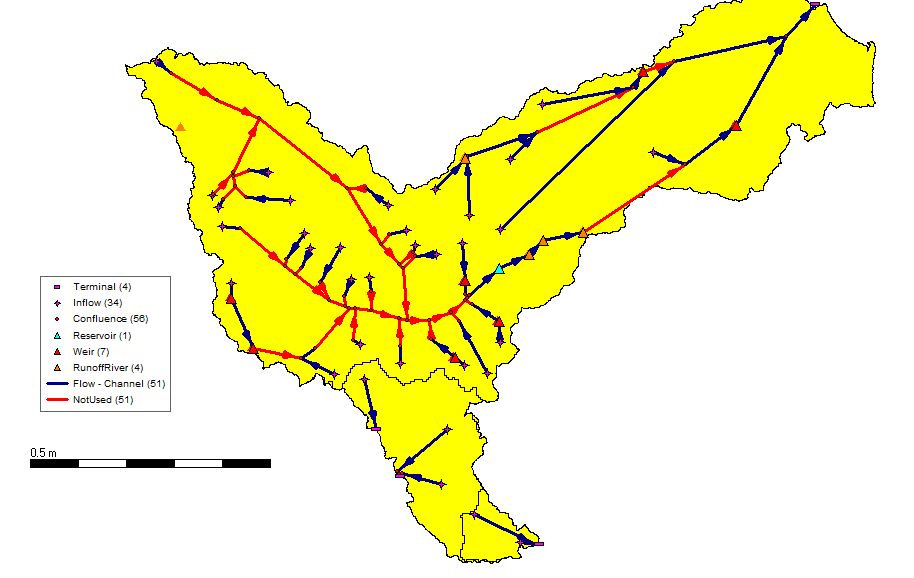 Terminal (4)
Inflow (34)
Confluence (56)
Reservoir (1)
Weir (7)
RunoffRiver (4)
Flow - Channel (51)
NotUsed (51)
0.5 m